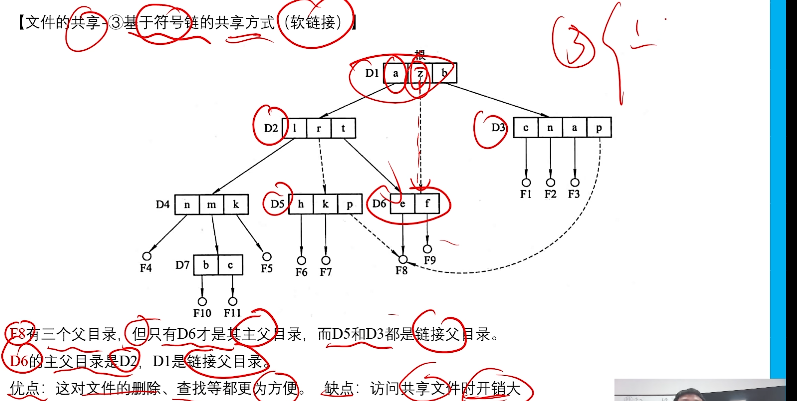 【文件的共享-③基于符号链的共享方式（软链接）】
③
根
D1 a z b
D2 l r t
D3 c n a p
D4 n m k
D5 h k p
D6 e f
F1 F2 F3
D7 b c
F4 F5 F6 F7 F8 F9
F10 F11
F8有三个父目录，但只有D6才是其主父目录，而D5和D3都是链接父目录。
D6的主父目录是D2，D1是链接父目录。
优点：这对文件的删除、查找等都更为方便。 缺点：访问共享文件时开销大